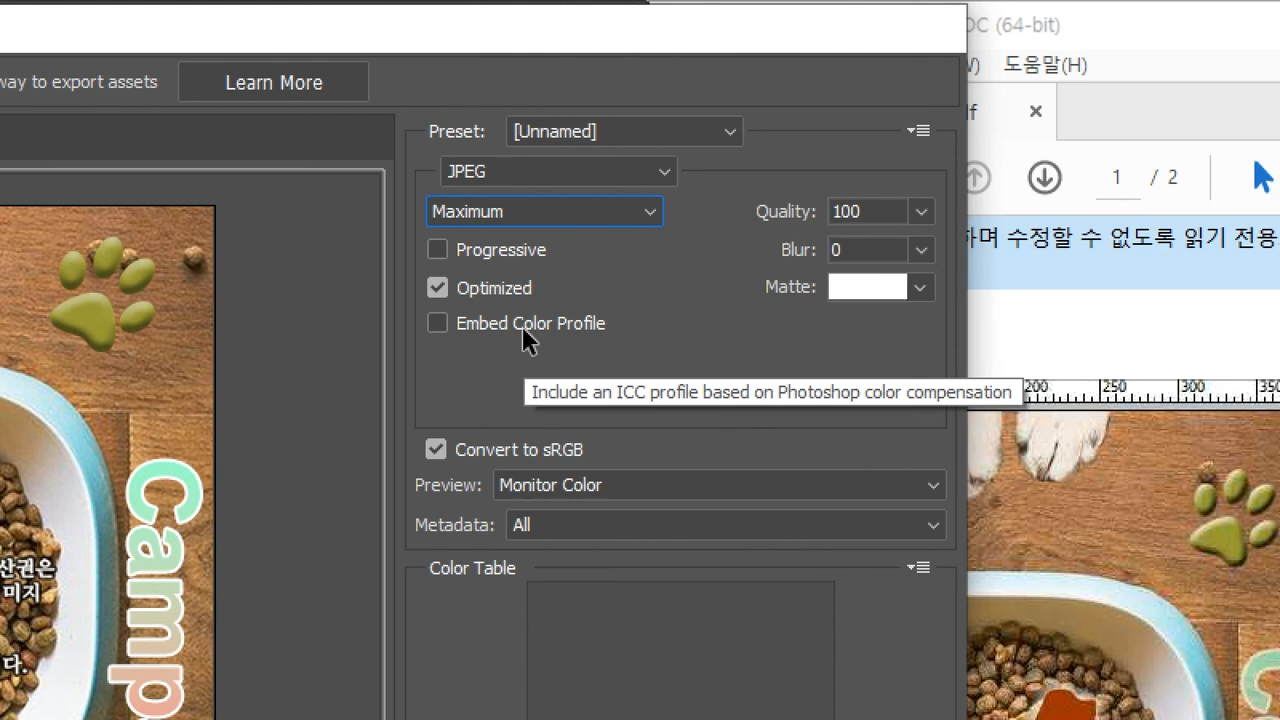 DC (64-bit)
도움말(H)
way to export assets
Learn More
Preset:
[Unnamed]
JPEG
Maximum
Quality:
100
Progressive
Blur:
0
Optimized
Matte:
Embed Color Profile
Include an ICC profile based on Photoshop color compensation
Convert to sRGB
Preview:
Monitor Color
Metadata:
All
Color Table
산권은
미지
다.
Camp
1 / 2
하며 수정할 수 없도록 읽기 전용
200 250 300 350